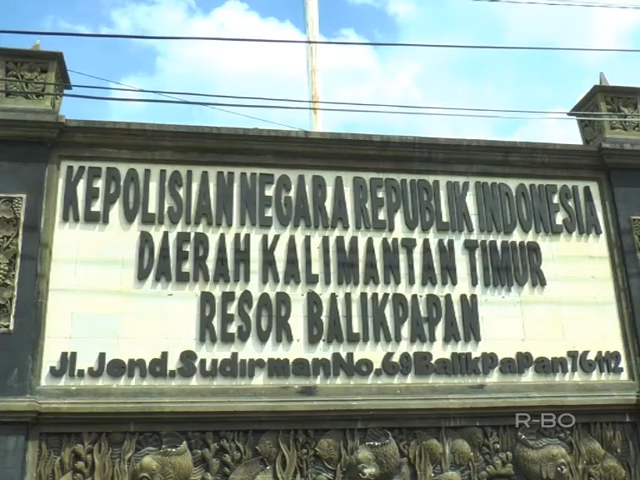 KEPOLISIAN NEGARA REPUBLIK INDONESIA
DAERAH KALIMANTAN TIMUR
RESOR BALIKPAPAN
Jl.Jend.Sudirman No.69 BalikPaPan 76112
R-BO